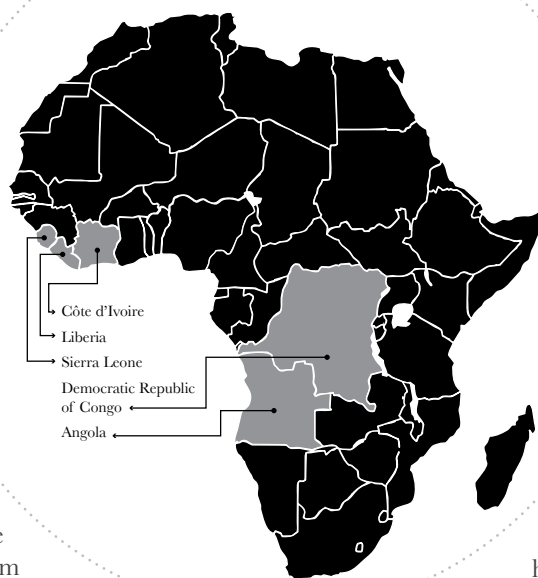 Côte d’Ivoire
Liberia
Sierra Leone
Democratic Republic
of Congo
Angola